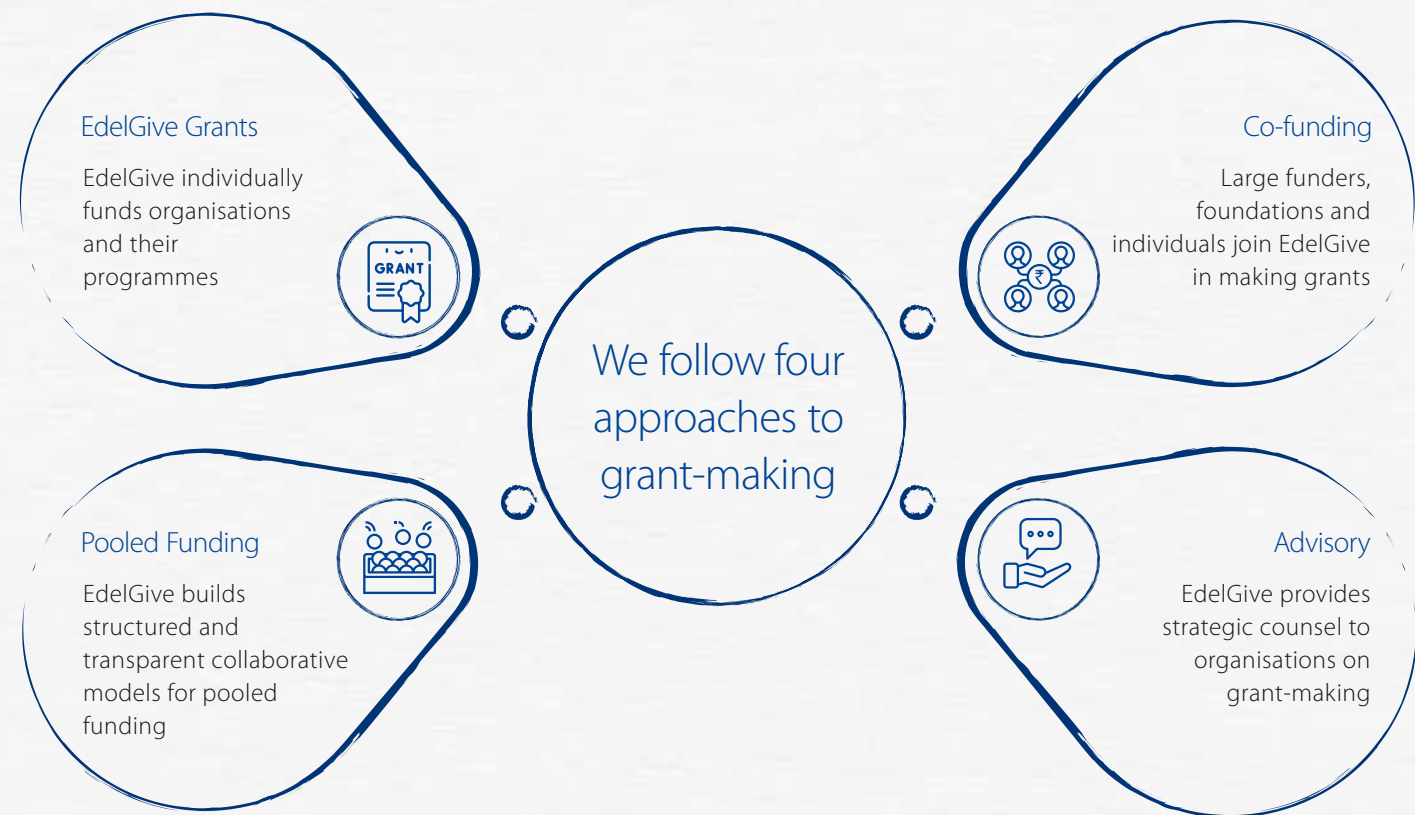 EdelGive Grants
EdelGive individually
funds organisations
and their
programmes
GRANT
Co-funding
Large funders,
foundations and
individuals join EdelGive
in making grants
₹
We follow four
approaches to
grant-making
Pooled Funding
EdelGive builds
structured and
transparent collaborative
models for pooled
funding
Advisory
EdelGive provides
strategic counsel to
organisations on
grant-making